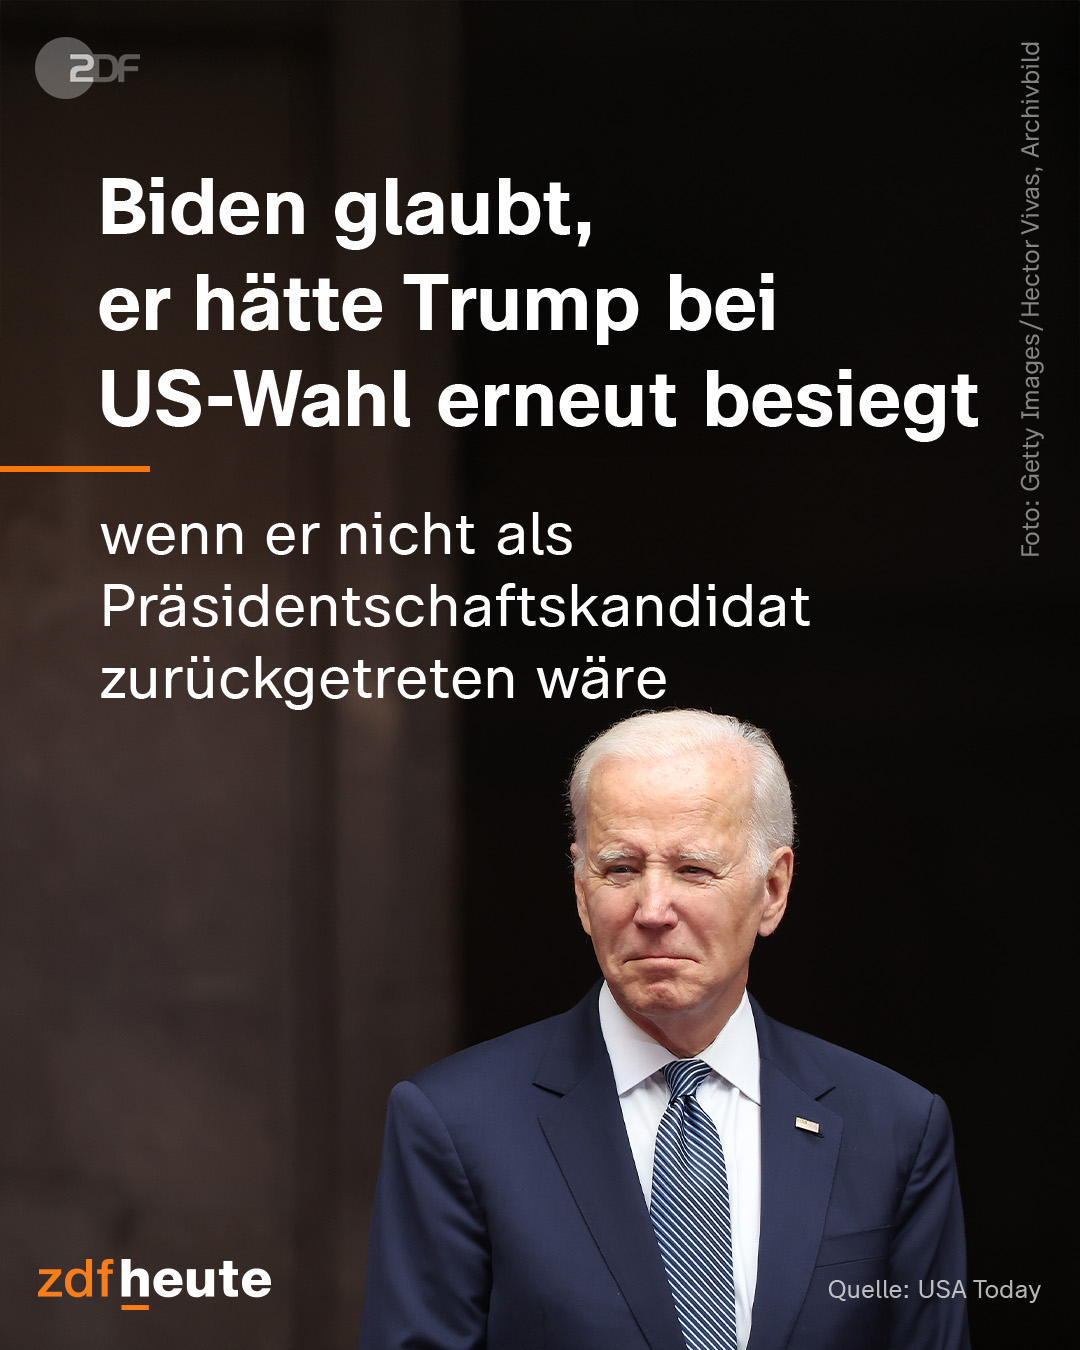 ZDF
Biden glaubt,
er hätte Trump bei
US-Wahl erneut besiegt
wenn er nicht als
Präsidentschaftskandidat
zurückgetreten wäre
Foto: Getty Images/Hector Vivas, Archivbild
zdfheute
Quelle: USA Today